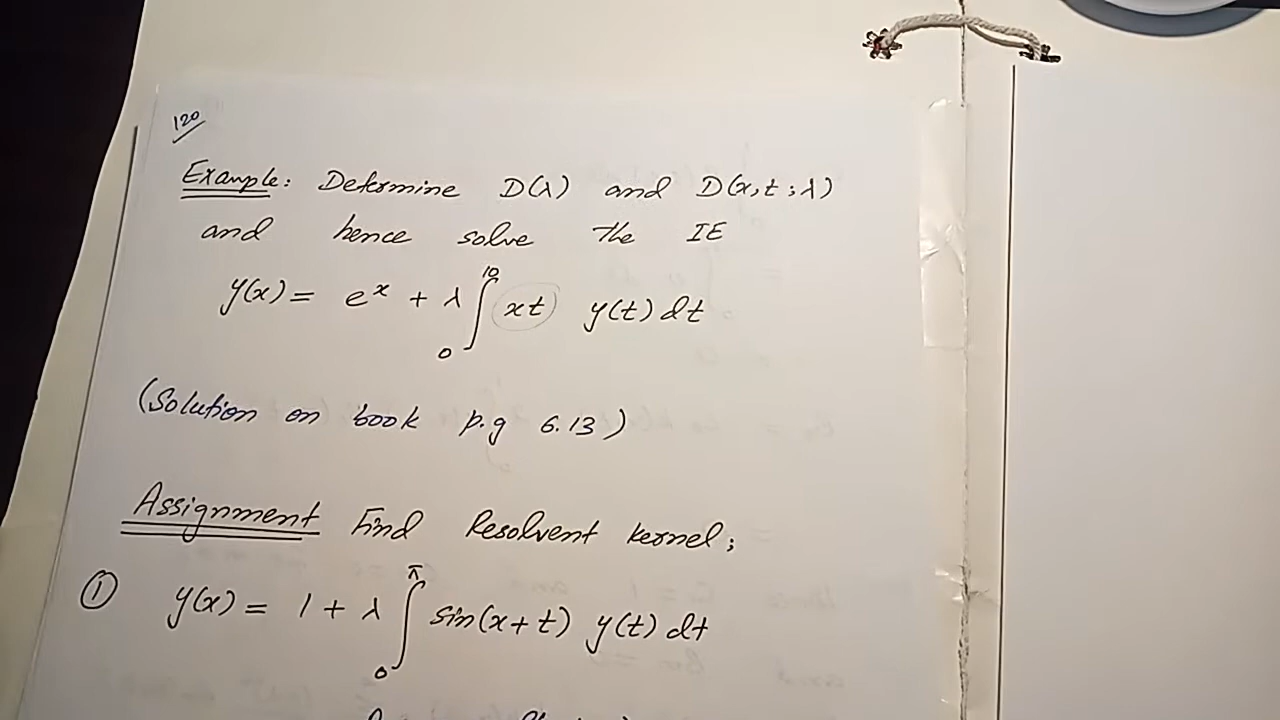 120
Example: Determine D(λ) and D(x,t;λ)
and hence solve the IE
y(x) = e^x + λ ∫_0^10 xt y(t) dt
(Solution on book p.g 6.13)
Assignment Find Resolvent kernel;
① y(x) = 1 + λ ∫_0^π sin(x+t) y(t) dt